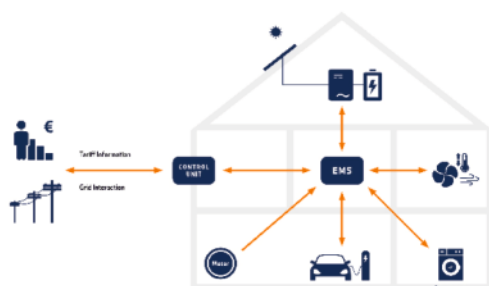 €
Tariff Information
CONTROL
UNIT
EMS
Grid Interaction
Meter